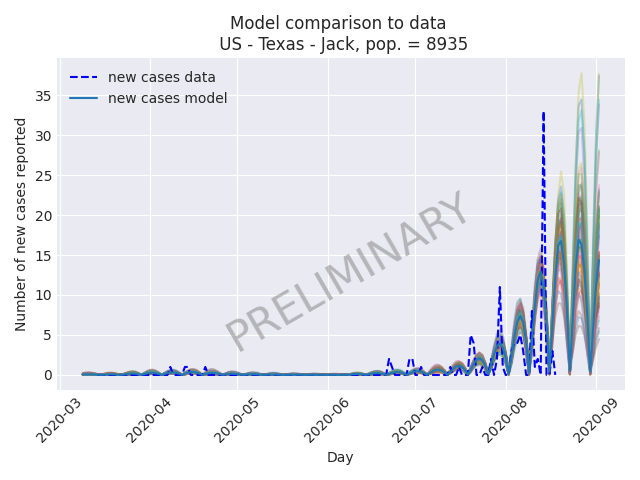 Model comparison to data
US - Texas - Jack, pop. = 8935
new cases data
new cases model
Number of new cases reported
35
30
25
20
15
10
5
0
PRELIMINARY
2020-03
2020-04
2020-05
2020-06
2020-07
2020-08
2020-09
Day